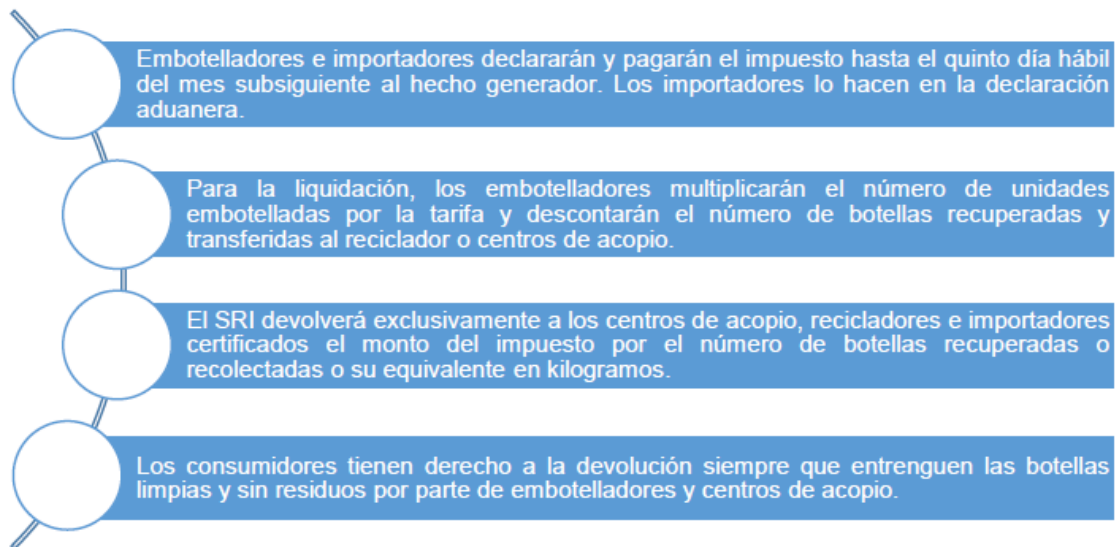 Embotelladores e importadores declararán y pagarán el impuesto hasta el quinto día hábil
del mes subsiguiente al hecho generador. Los importadores lo hacen en la declaración
aduanera.
Para la liquidación, los embotelladores multiplicarán el número de unidades
embotelladas por la tarifa y descontarán el número de botellas recuperadas y
transferidas al reciclador o centros de acopio.
El SRI devolverá exclusivamente a los centros de acopio, recicladores e importadores
certificados el monto del impuesto por el número de botellas recuperadas o
recolectadas o su equivalente en kilogramos.
Los consumidores tienen derecho a la devolución siempre que entrenguen las botellas
limpias y sin residuos por parte de embotelladores y centros de acopio.